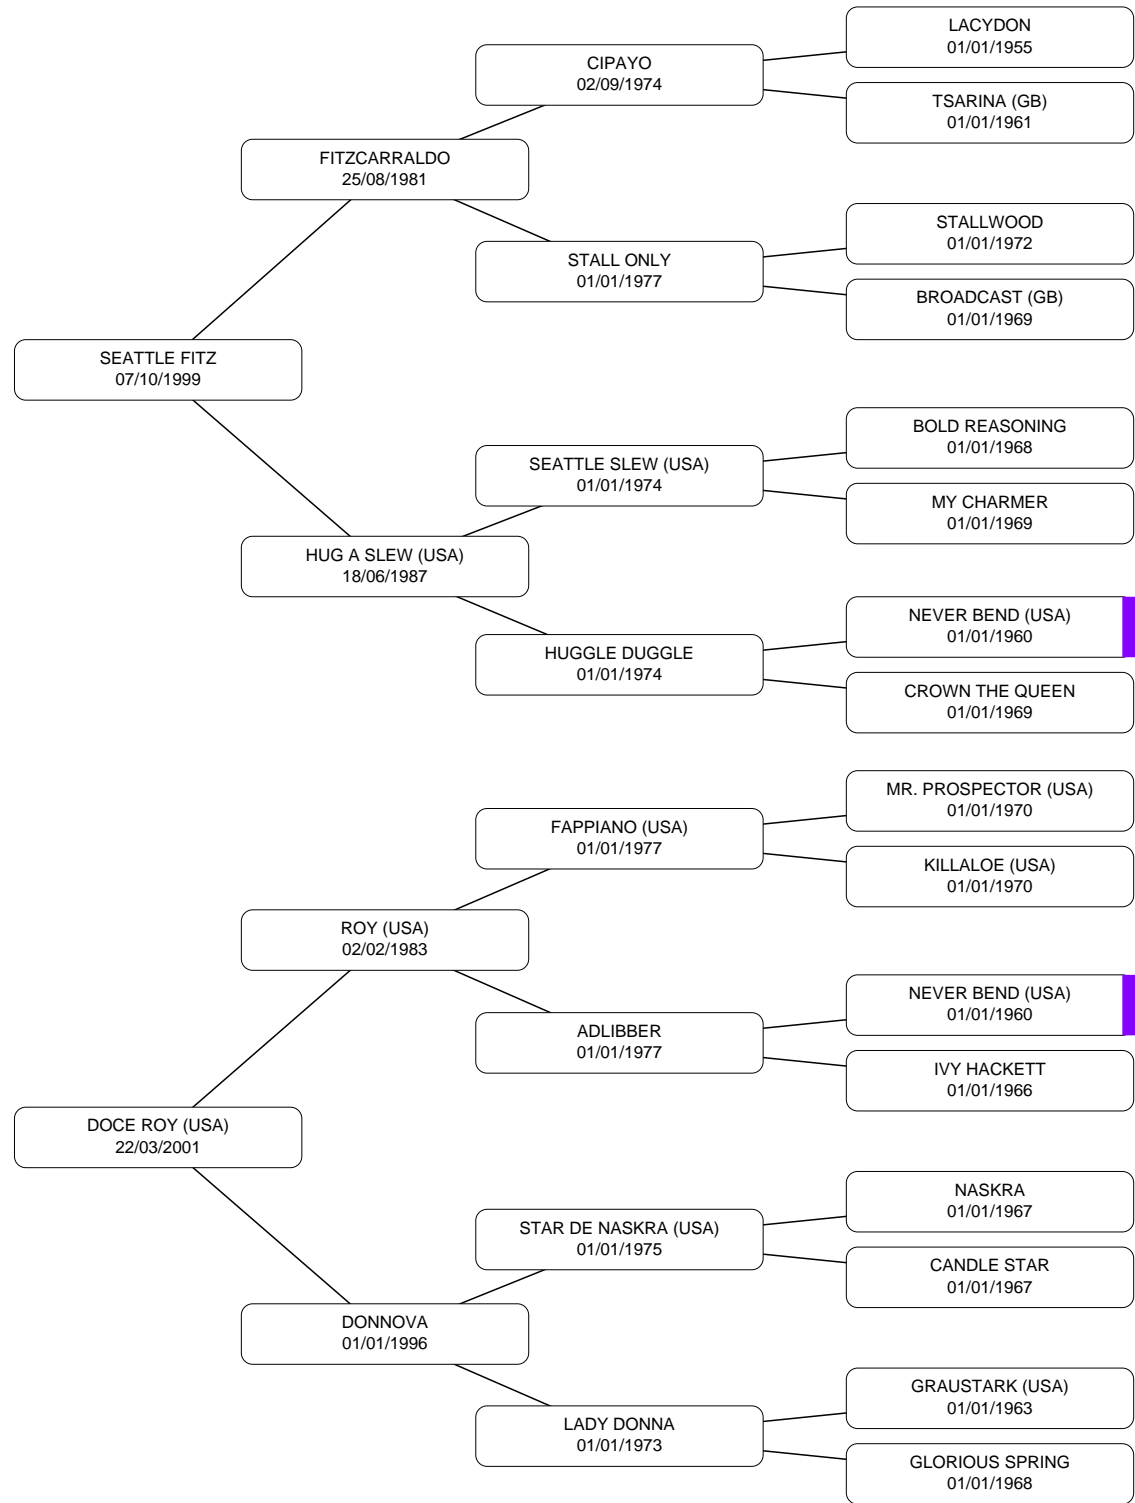 LACYDON
01/01/1955
CIPAYO
02/09/1974
TSARINA (GB)
01/01/1961
FITZCARRALDO
25/08/1981
STALLWOOD
01/01/1972
STALL ONLY
01/01/1977
BROADCAST (GB)
01/01/1969
SEATTLE FITZ
07/10/1999
BOLD REASONING
01/01/1968
SEATTLE SLEW (USA)
01/01/1974
MY CHARMER
01/01/1969
HUG A SLEW (USA)
18/06/1987
NEVER BEND (USA)
01/01/1960
HUGGLE DUGGLE
01/01/1974
CROWN THE QUEEN
01/01/1969
MR. PROSPECTOR (USA)
01/01/1970
FAPPIANO (USA)
01/01/1977
KILLALOE (USA)
01/01/1970
ROY (USA)
02/02/1983
NEVER BEND (USA)
01/01/1960
ADLIBBER
01/01/1977
IVY HACKETT
01/01/1966
DOCE ROY (USA)
22/03/2001
NASKRA
01/01/1967
STAR DE NASKRA (USA)
01/01/1975
CANDLE STAR
01/01/1967
DONNOVA
01/01/1996
GRAUSTARK (USA)
01/01/1963
LADY DONNA
01/01/1973
GLORIOUS SPRING
01/01/1968